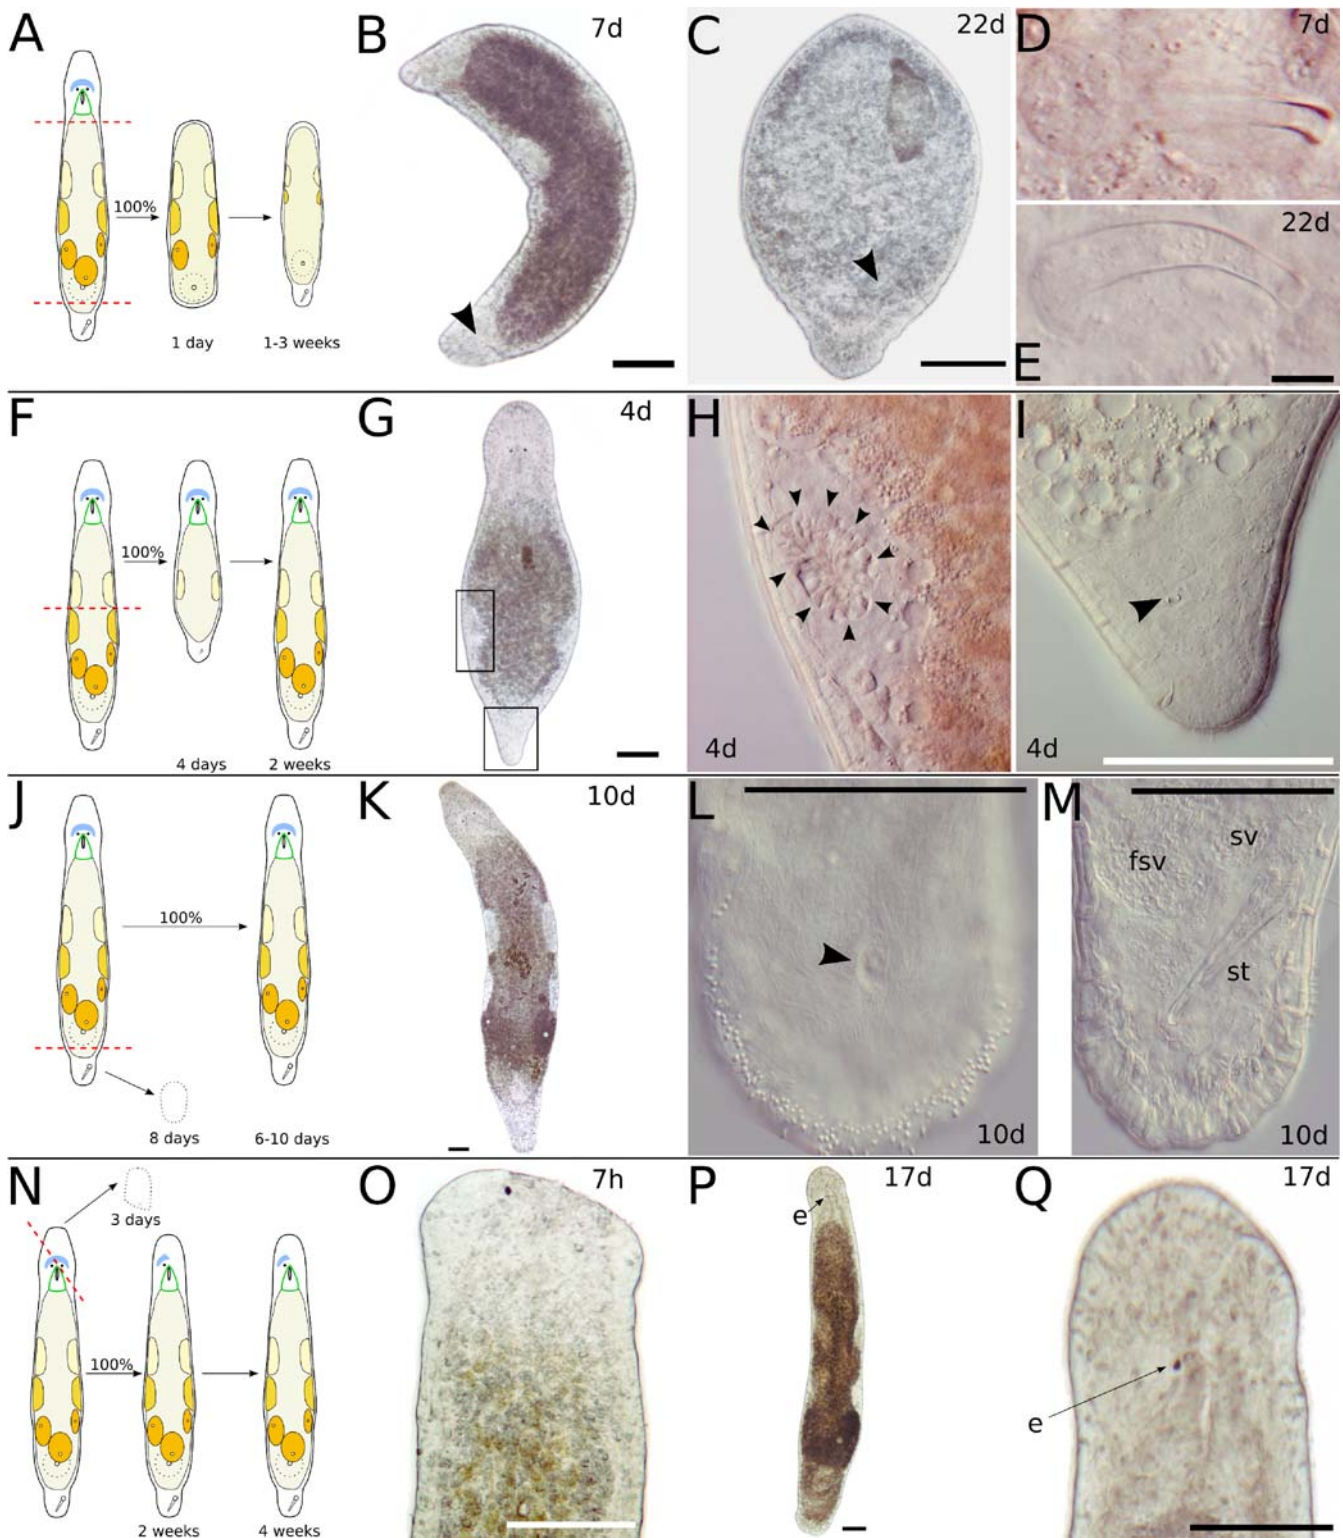 A
100%
1 day
1-3 weeks
B
7d
C
22d
D
7d
22d
E
F
100%
4 days
2 weeks
G
4d
H
4d
I
4d
J
100%
8 days
6-10 days
K
10d
L
10d
M
sv
fsv
st
10d
N
3 days
100%
2 weeks
4 weeks
O
7h
P
17d
e
Q
17d
e